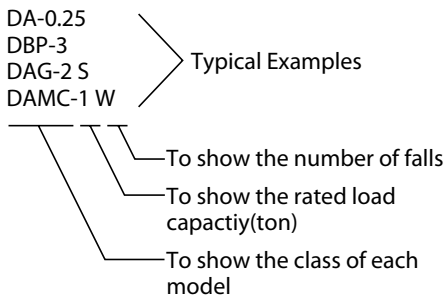 DA-0.25
DBP-3
DAG-2 S
DAMC-1 W
Typical Examples
To show the number of falls
To show the rated load
capactiy(ton)
To show the class of each
model